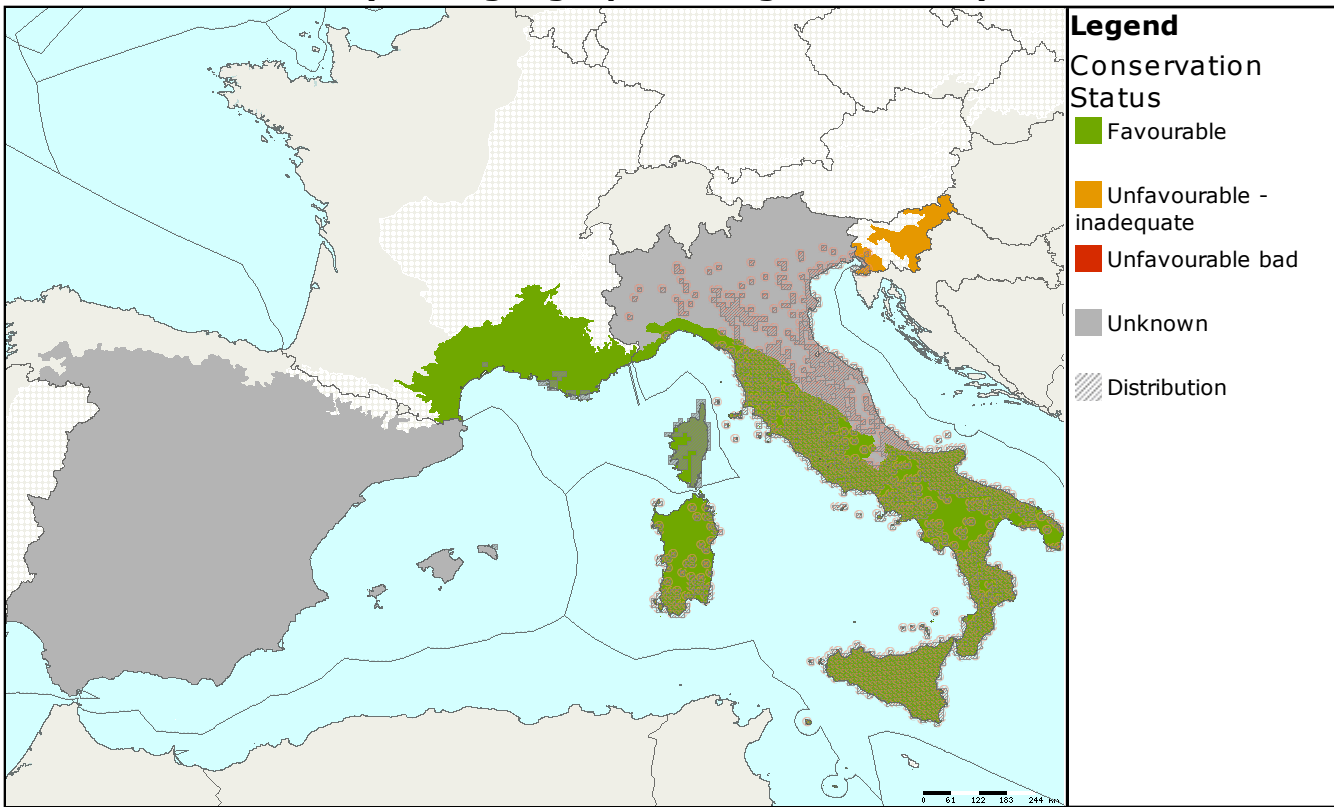 Legend
Conservation
Status
Favourable
Unfavourable -
inadequate
Unfavourable bad
Unknown
Distribution
0 61 122 183 244 km